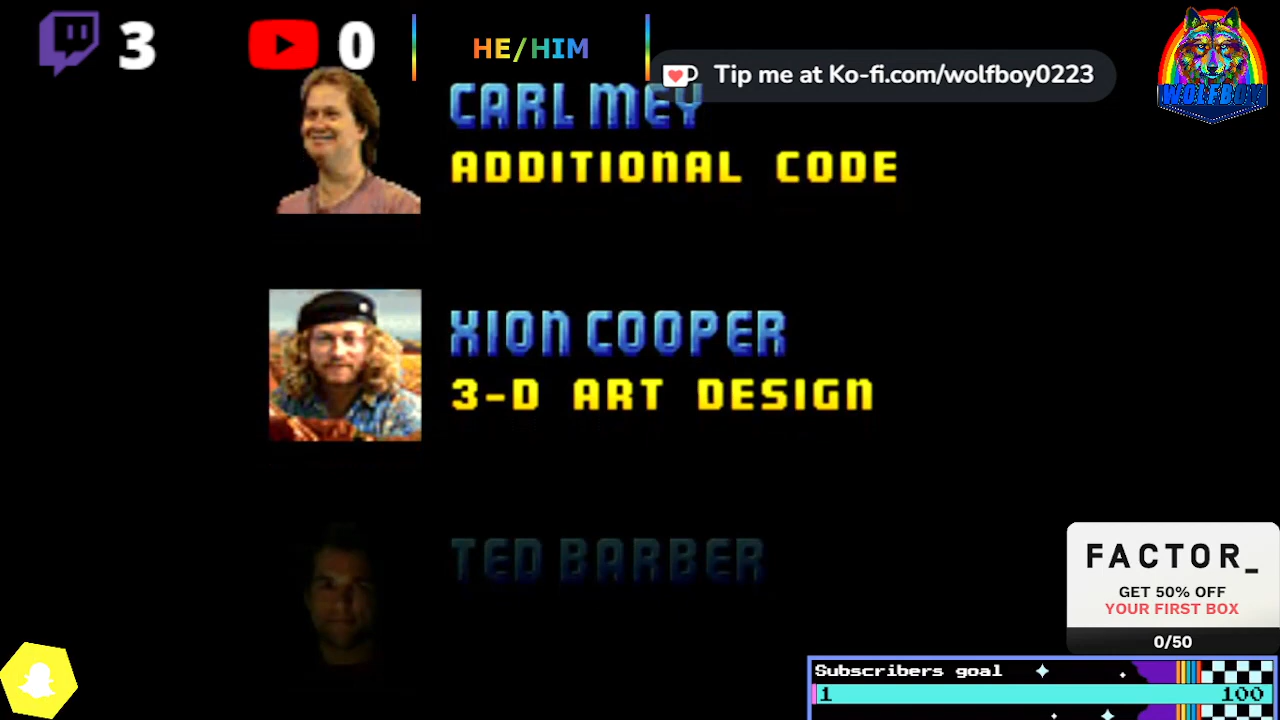 3
0
HE/HIM
Tip me at Ko-fi.com/wolfboy0223
WOLFBOY
CARL MEY
ADDITIONAL CODE
XION COOPER
3-D ART DESIGN
TED BARBER
FACTOR_
GET 50% OFF
YOUR FIRST BOX
0/50
Subscribers goal
1
100